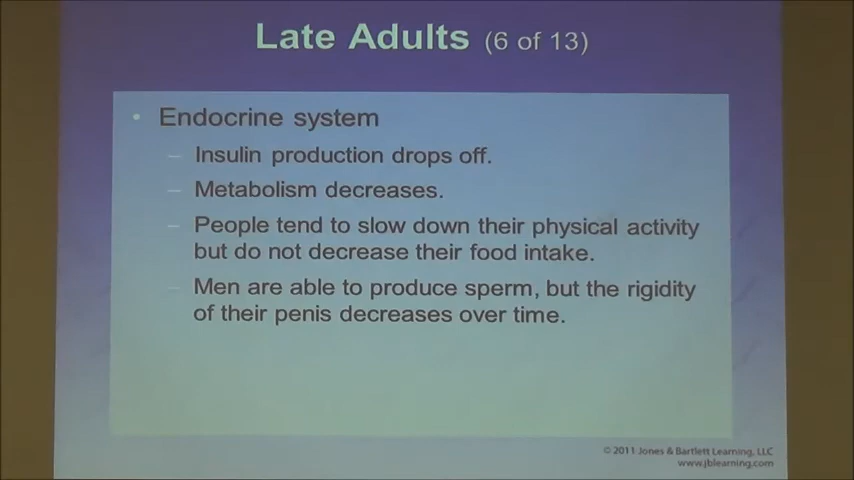 Late Adults (6 of 13)
• Endocrine system
– Insulin production drops off.
– Metabolism decreases.
– People tend to slow down their physical activity
but do not decrease their food intake.
– Men are able to produce sperm, but the rigidity
of their penis decreases over time.
© 2011 Jones & Bartlett Learning, LLC
www.jblearning.com